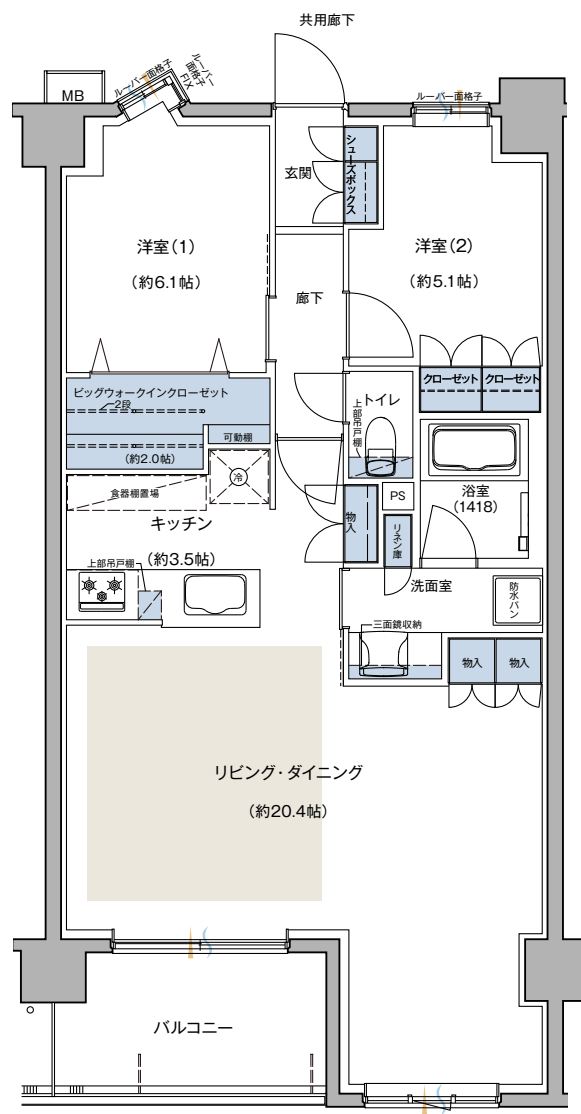 共用廊下
MB
ルーバー面格子
ルーバー
面格子
FIX
ルーバー面格子
玄関
シューズボックス
洋室(1)
(約6.1帖)
洋室(2)
(約5.1帖)
廊下
トイレ
上部吊戸棚
クローゼット
クローゼット
ビッグウォークインクローゼット
2段
可動棚
(約2.0帖)
食器棚置場
冷
キッチン
(約3.5帖)
上部吊戸棚
物入
PS
リネン庫
浴室
(1418)
洗面室
防水パン
三面鏡収納
物入
物入
リビング・ダイニング
(約20.4帖)
バルコニー